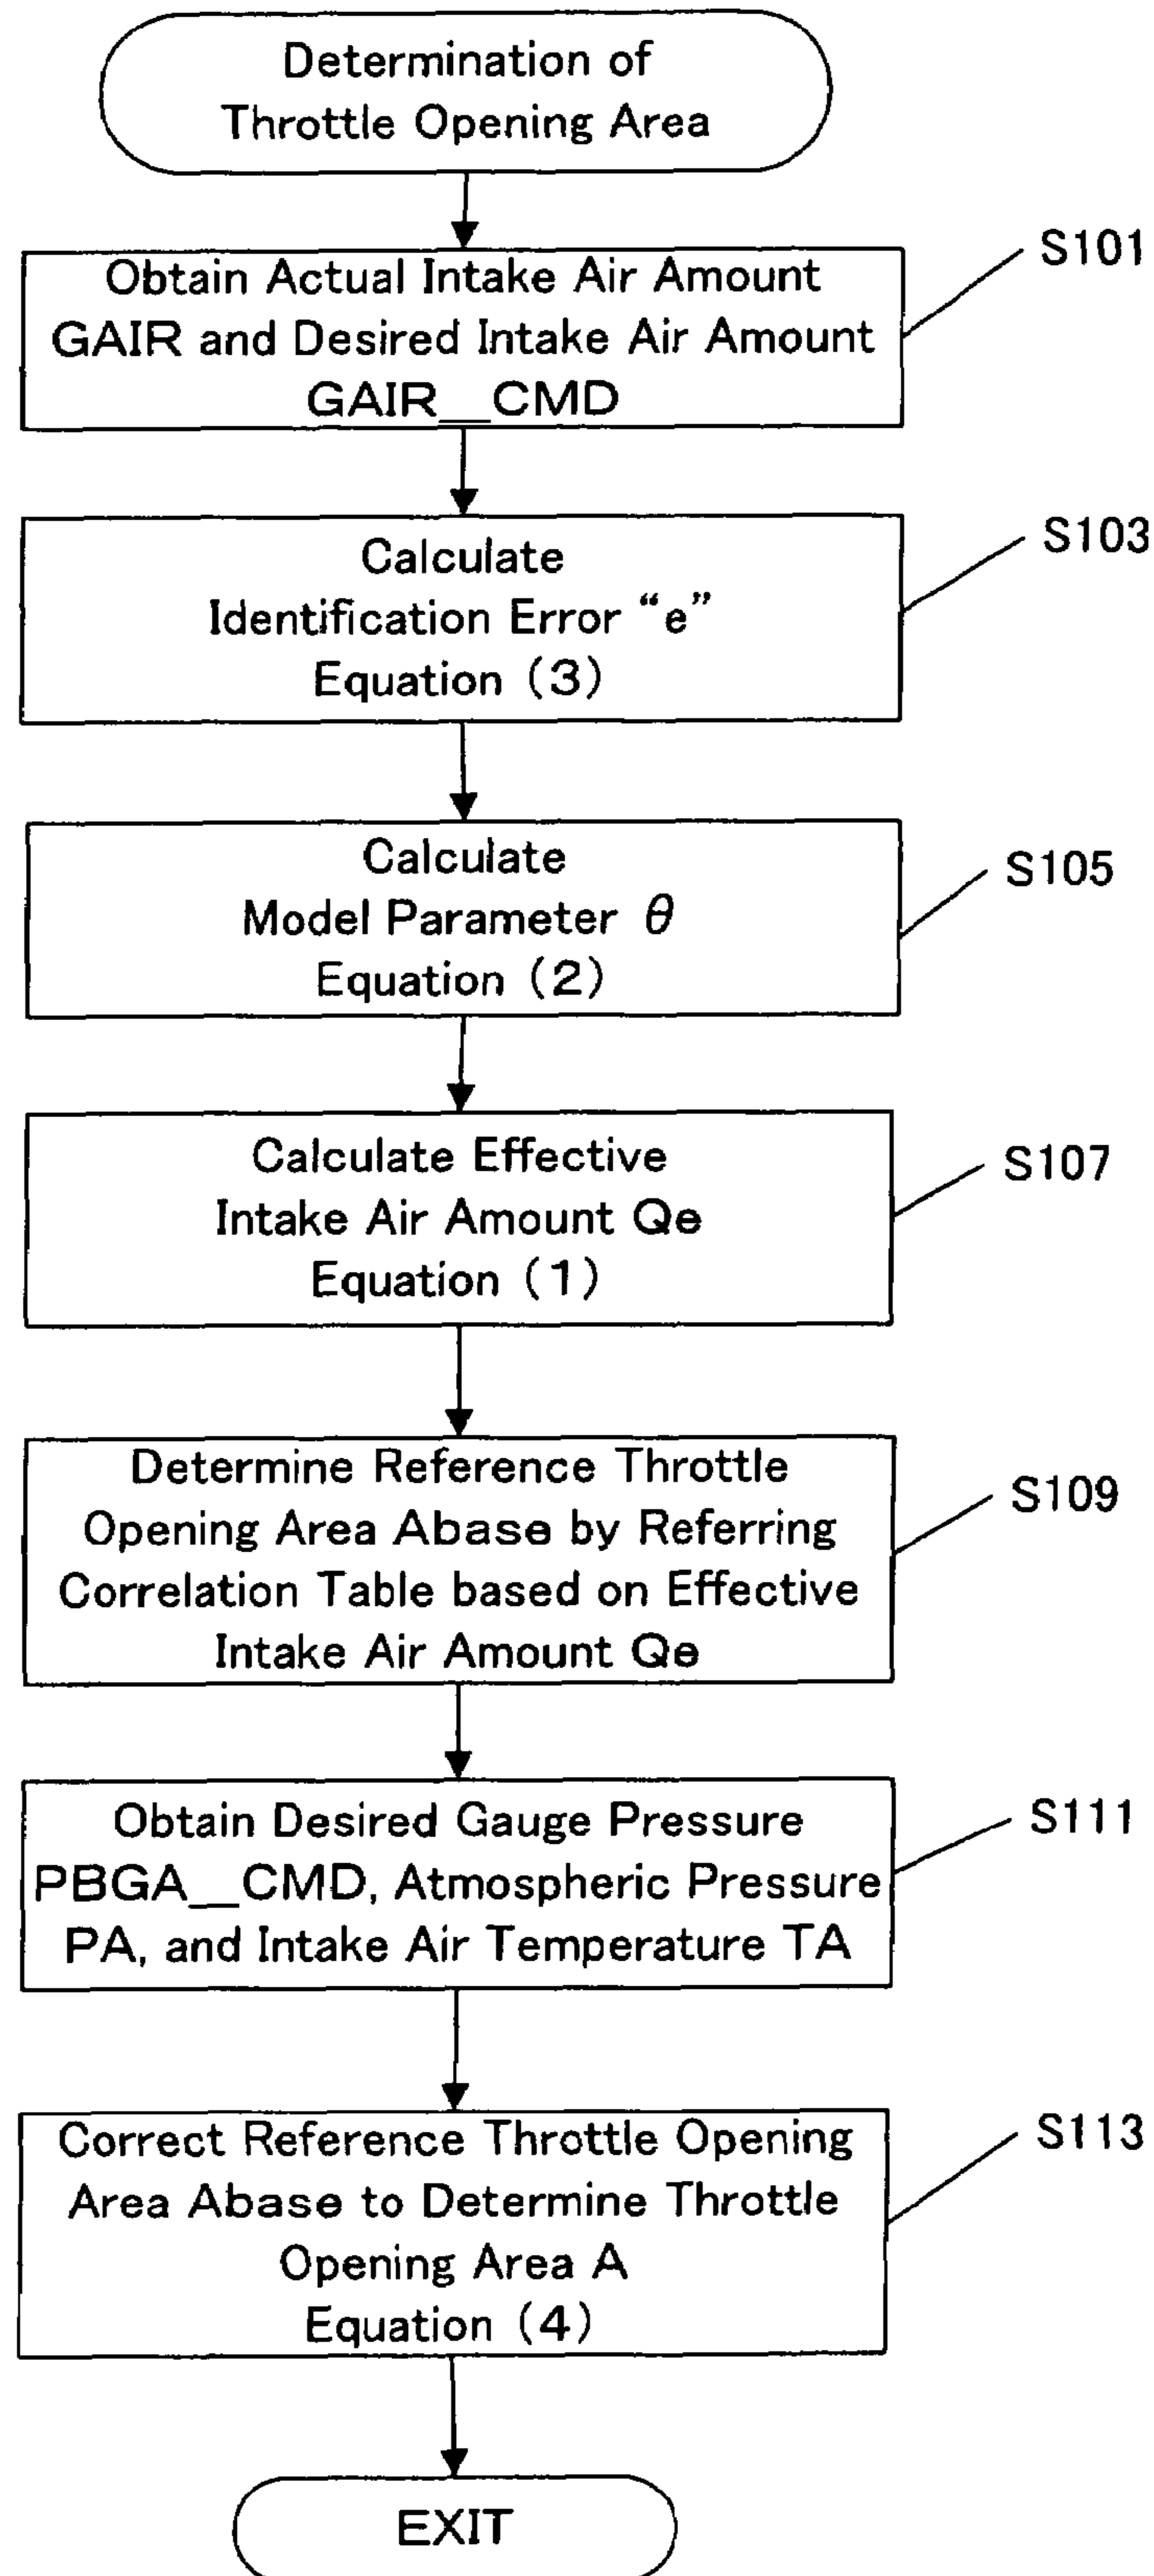 Determination of
Throttle Opening Area
S101
Obtain Actual Intake Air Amount
GAIR and Desired Intake Air Amount
GAIR__CMD
S103
Calculate
Identification Error “e”
Equation (3)
S105
Calculate
Model Parameter θ
Equation (2)
S107
Calculate Effective
Intake Air Amount Qe
Equation (1)
S109
Determine Reference Throttle
Opening Area Abase by Referring
Correlation Table based on Effective
Intake Air Amount Qe
S111
Obtain Desired Gauge Pressure
PBGA__CMD, Atmospheric Pressure
PA, and Intake Air Temperature TA
S113
Correct Reference Throttle Opening
Area Abase to Determine Throttle
Opening Area A
Equation (4)
EXIT